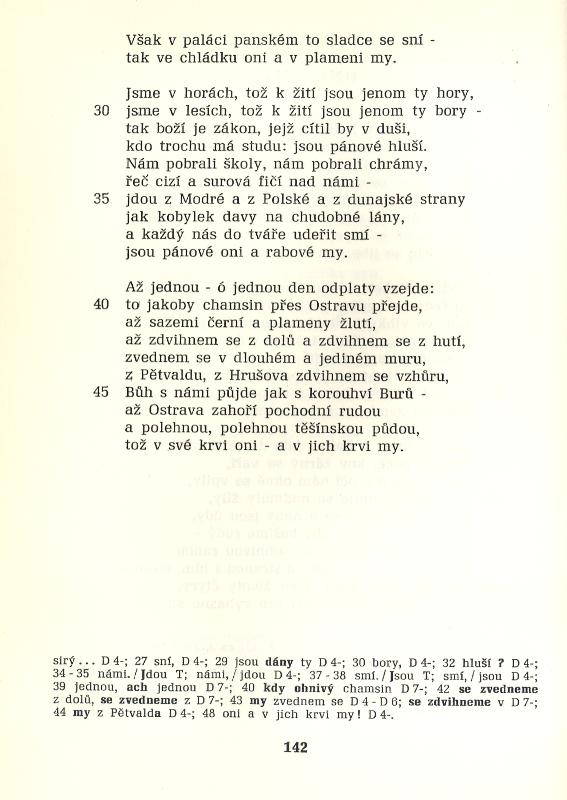 Však v paláci panském to sladce se sní -
tak ve chládku oni a v plameni my.
Jsme v horách, tož k žití jsou jenom ty hory,
30 jsme v lesích, tož k žití jsou jenom ty bory -
tak boží je zákon, jejž cítil by v duši,
kdo trochu má studu: jsou pánové hluší.
Nám pobrali školy, nám pobrali chrámy,
řeč cizí a surová fičí nad námi -
35 jdou z Modré a z Polské a z dunajské strany
jak kobylek davy na chudobné lány,
a každý nás do tváře udeřit smí -
jsou pánové oni a rabové my.
Až jednou - ó jednou den odplaty vzejde:
40 to jakoby chamsin přes Ostravu přejde,
až sazemi černí a plameny žlutí,
až zdvihnem se z dolů a zdvihnem se z hutí,
zvednem se v dlouhém a jediném muru,
z Pětvaldu, z Hrušova zdvihnem se vzhůru,
45 Bůh s námi půjde jak s korouhví Burů -
až Ostrava zahoří pochodní rudou
a polehnou, polehnou těšínskou půdou,
tož v své krvi oni - a v jich krvi my.
sirý... D 4-; 27 sní, D 4-; 29 jsou dány ty D 4-; 30 bory, D 4-; 32 hluší ? D 4-;
34-35 námi./Jdou T; námi,/jdou D 4-; 37-38 smí./Jsou T; smí,/jsou D 4-;
39 jednou, ach jednou D 7-; 40 kdy ohnivý chamsin D 7-; 42 se zvedneme
z dolů, se zvedneme z D 7-; 43 my zvednem se D 4 - D 6; se zdvihneme v D 7-;
44 my z Pětvalda D 4-; 48 oni a v jich krvi my! D 4-.
142